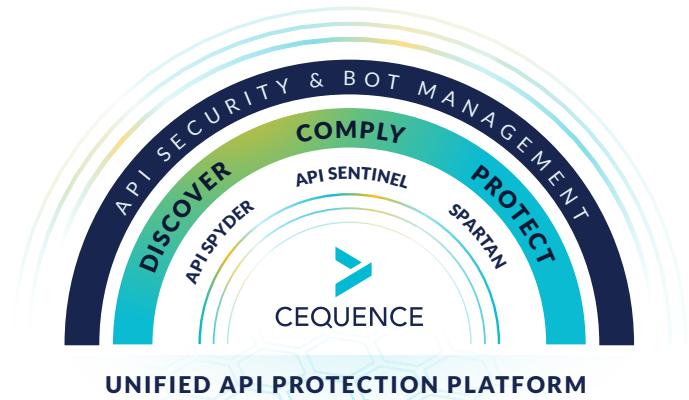 API SECURITY & BOT MANAGEMENT
DISCOVER COMPLY PROTECT
API SPYDER API SENTINEL SPARTAN
CEQUENCE
UNIFIED API PROTECTION PLATFORM